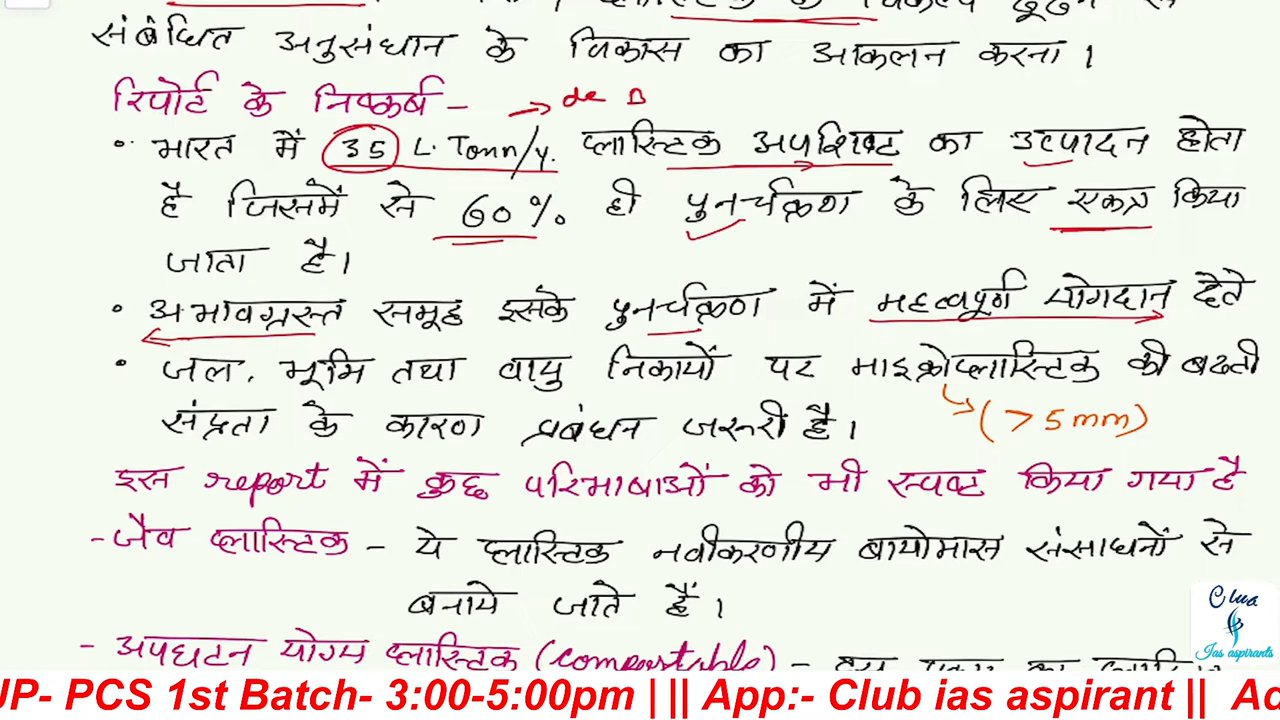 संबंधित अनुसंधान के विकास का आकलन करना।
रिपोर्ट के निष्कर्ष -
• भारत में 35 L. Tonn/y. प्लास्टिक अपशिष्ट का उत्पादन होता
है जिसमें से 60% ही पुनर्चक्रण के लिए एकत्र किया
जाता है।
• अभावग्रस्त समूह इसके पुनर्चक्रण में महत्वपूर्ण योगदान देते
• जल, भूमि तथा वायु निकायों पर माइक्रोप्लास्टिक की बढती
संद्रता के कारण प्रबंधन जरूरी है।
(> 5mm)
इस report में कुछ परिभाषाओं को भी स्पष्ट किया गया है
- जैव प्लास्टिक - ये प्लास्टिक नवीकरणीय बायोमास संसाधनों से
बनाये जाते हैं।
- अपघटन योग्य प्लास्टिक (compostable) -
Club
Ias aspirants
UP- PCS 1st Batch- 3:00-5:00pm | || App:- Club ias aspirant || Ad